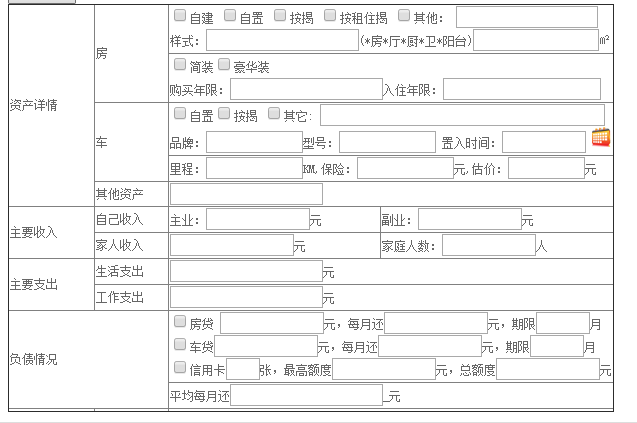 资产详情
房
自建 自置 按揭 按租住揭 其他:
样式: (*房*厅*厨*卫*阳台) m²
简装 豪华装
购买年限: 入住年限:
车
自置 按揭 其它:
品牌: 型号: 置入时间:
里程: KM,保险: 元,估价: 元
其他资产
主要收入
自己收入 主业: 元 副业: 元
家人收入 元 家庭人数: 人
主要支出
生活支出 元
工作支出 元
负债情况
房贷 元，每月还 元，期限 月
车贷 元，每月还 元，期限 月
信用卡 张，最高额度 元，总额度 元
平均每月还 _元